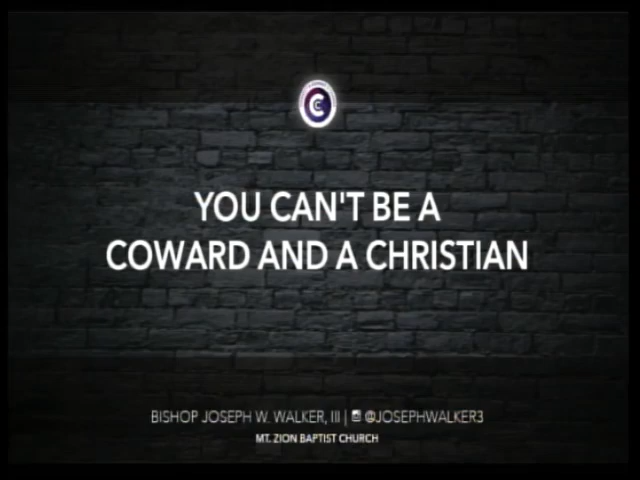 C
YOU CAN'T BE A
COWARD AND A CHRISTIAN
BISHOP JOSEPH W. WALKER, III | @JOSEPHWALKER3
MT. ZION BAPTIST CHURCH